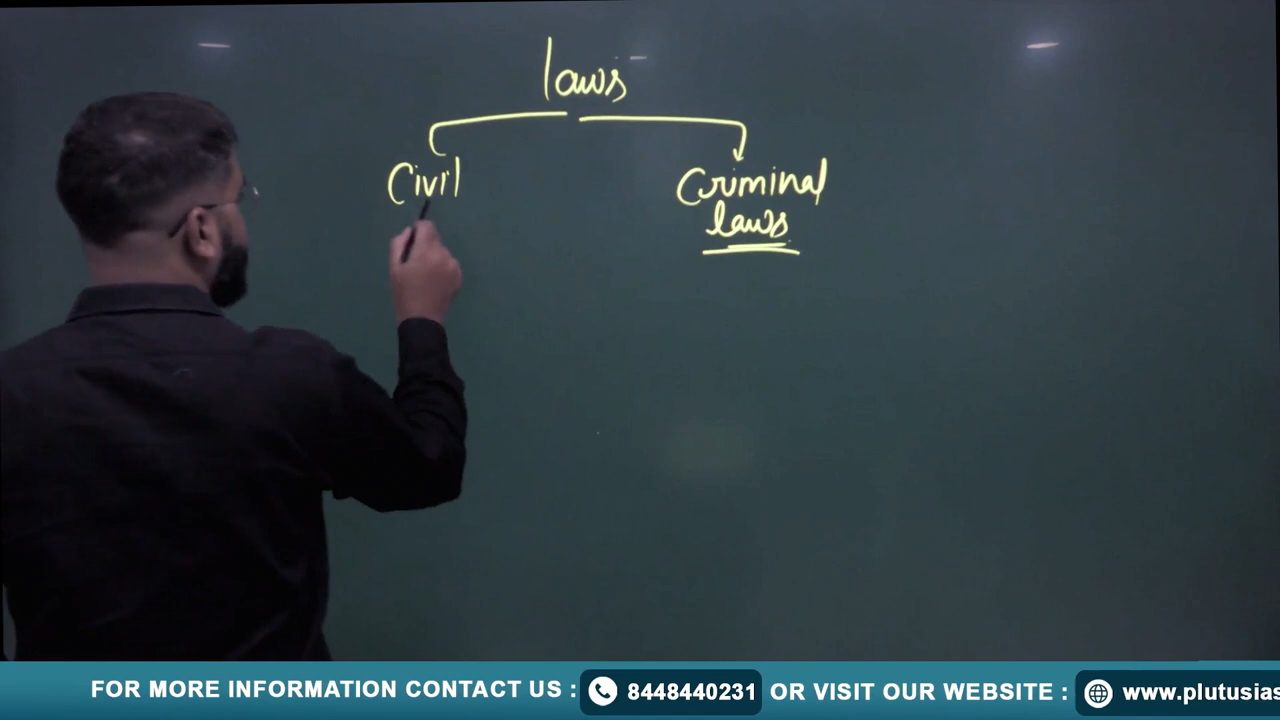 laws
Civil
Criminal
laws
FOR MORE INFORMATION CONTACT US : 8448440231 OR VISIT OUR WEBSITE : www.plutusias